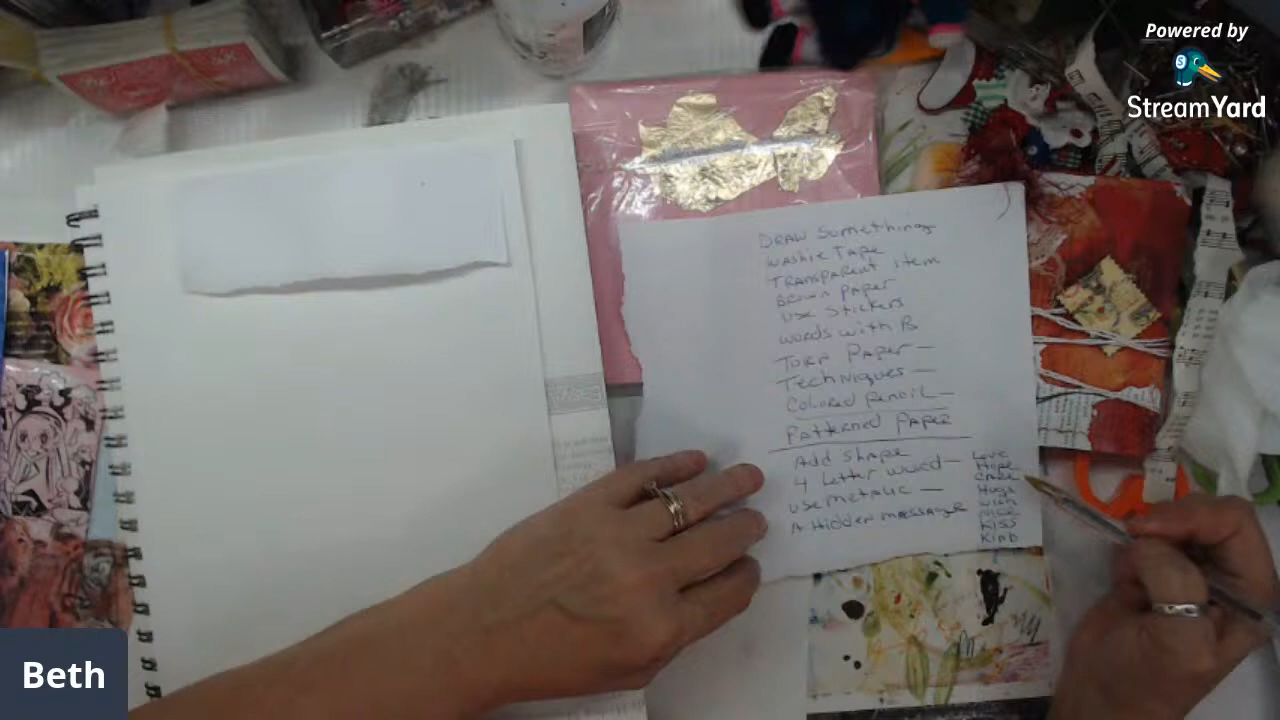 Powered by
StreamYard
DRAW Something
Washie Tape
TRANSPARENT item
Brown Paper
Use Stickers
words with B
Torn Paper —
Techniques —
Colored Pencil —
Patterned Paper
Add Shape
4 Letter word —
Use metalic —
A Hidden message
Love
Hope
Care
Hugs
wish
Nice
Kiss
Kind
Beth